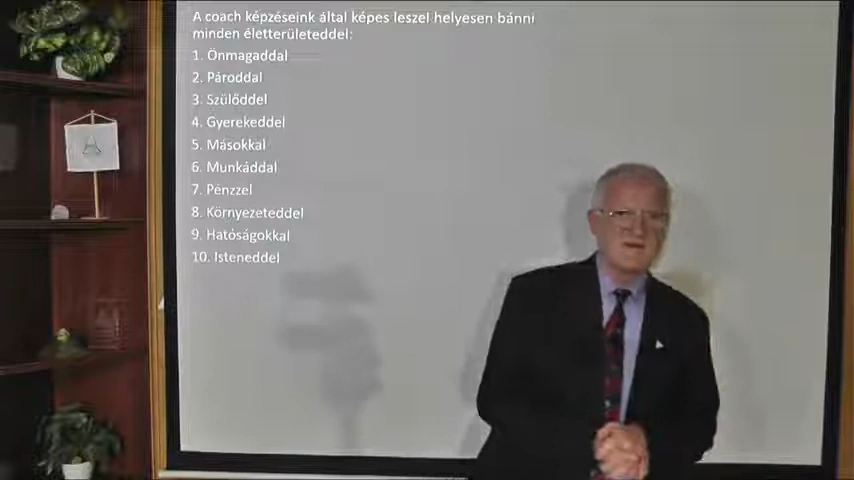 A coach képzéseink által képes leszel helyesen bánni
minden életterületeddel:
1. Önmagaddal
2. Pároddal
3. Szülőddel
4. Gyerekeddel
5. Másokkal
6. Munkáddal
7. Pénzzel
8. Környezeteddel
9. Hatóságokkal
10. Isteneddel